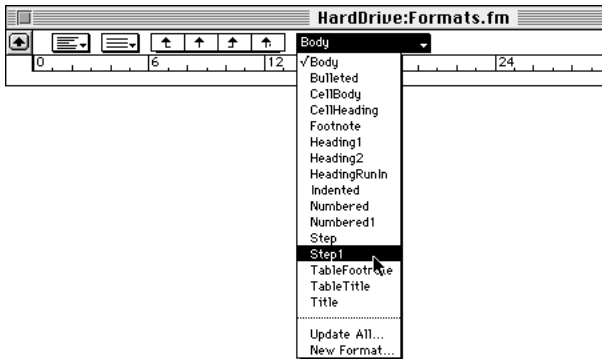 HardDrive:Formats.fm
Body
0 6 12 24
✓Body
Bulleted
CellBody
CellHeading
Footnote
Heading1
Heading2
HeadingRunIn
Indented
Numbered
Numbered1
Step
Step1
TableFootnote
TableTitle
Title
Update All...
New Format...